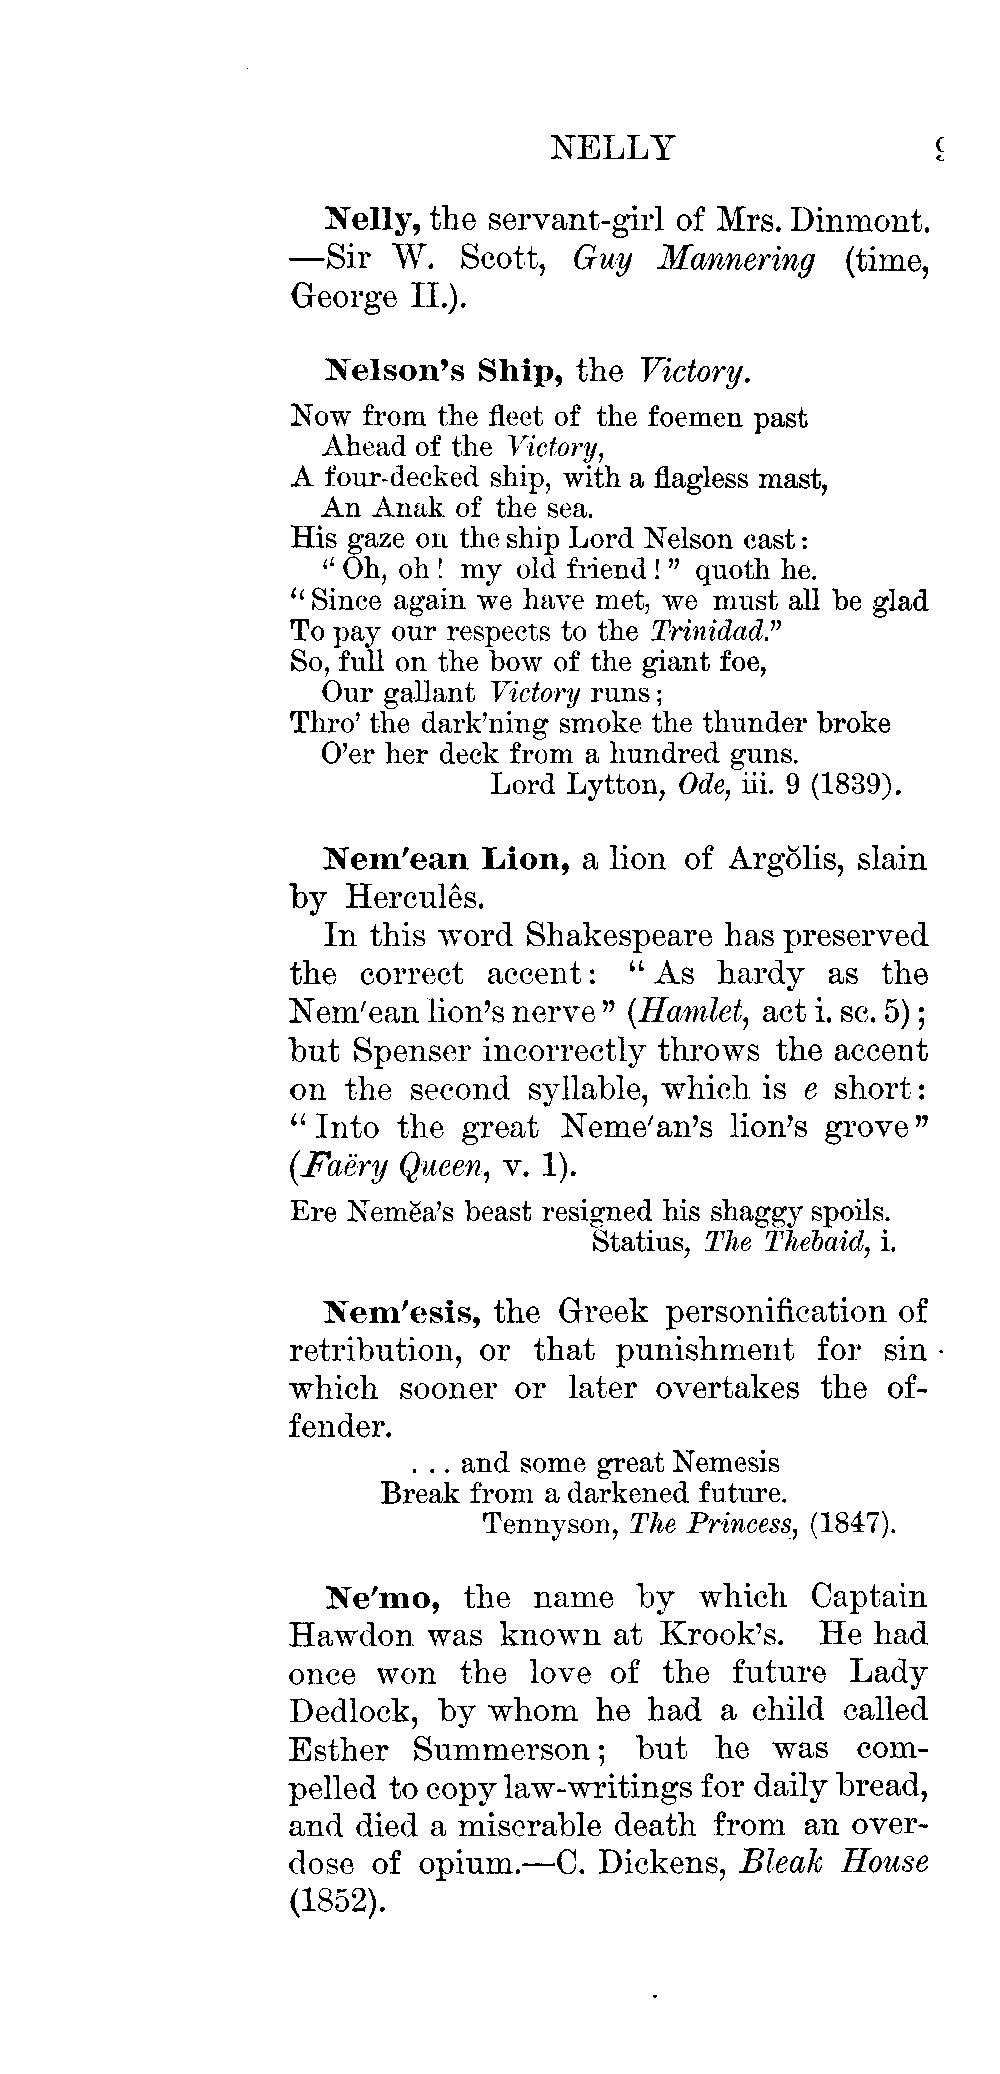 NELLY
Nelly, the servant-girl of Mrs. Dinmont.
—Sir W. Scott, Guy Mannering (time,
George II.).
Nelson's Ship, the Victory.
Now from the fleet of the foemen past
Ahead of the Victory,
A four-decked ship, with a flagless mast,
An Anak of the sea.
His gaze on the ship Lord Nelson cast:
"Oh, oh! my old friend!" quoth he.
"Since again we have met, we must all be glad
To pay our respects to the Trinidad."
So, full on the bow of the giant foe,
Our gallant Victory runs;
Thro' the dark'ning smoke the thunder broke
O'er her deck from a hundred guns.
Lord Lytton, Ode, iii. 9 (1839).
Nem'ean Lion, a lion of Argŏlis, slain
by Herculês.
In this word Shakespeare has preserved
the correct accent: "As hardy as the
Nem'ean lion's nerve" (Hamlet, act i. sc. 5);
but Spenser incorrectly throws the accent
on the second syllable, which is e short:
"Into the great Neme'an's lion's grove"
(Faëry Queen, v. 1).
Ere Nemĕa's beast resigned his shaggy spoils.
Statius, The Thebaid, i.
Nem'esis, the Greek personification of
retribution, or that punishment for sin
which sooner or later overtakes the of-
fender.
. . . and some great Nemesis
Break from a darkened future.
Tennyson, The Princess, (1847).
Ne'mo, the name by which Captain
Hawdon was known at Krook's. He had
once won the love of the future Lady
Dedlock, by whom he had a child called
Esther Summerson; but he was com-
pelled to copy law-writings for daily bread,
and died a miserable death from an over-
dose of opium.—C. Dickens, Bleak House
(1852).